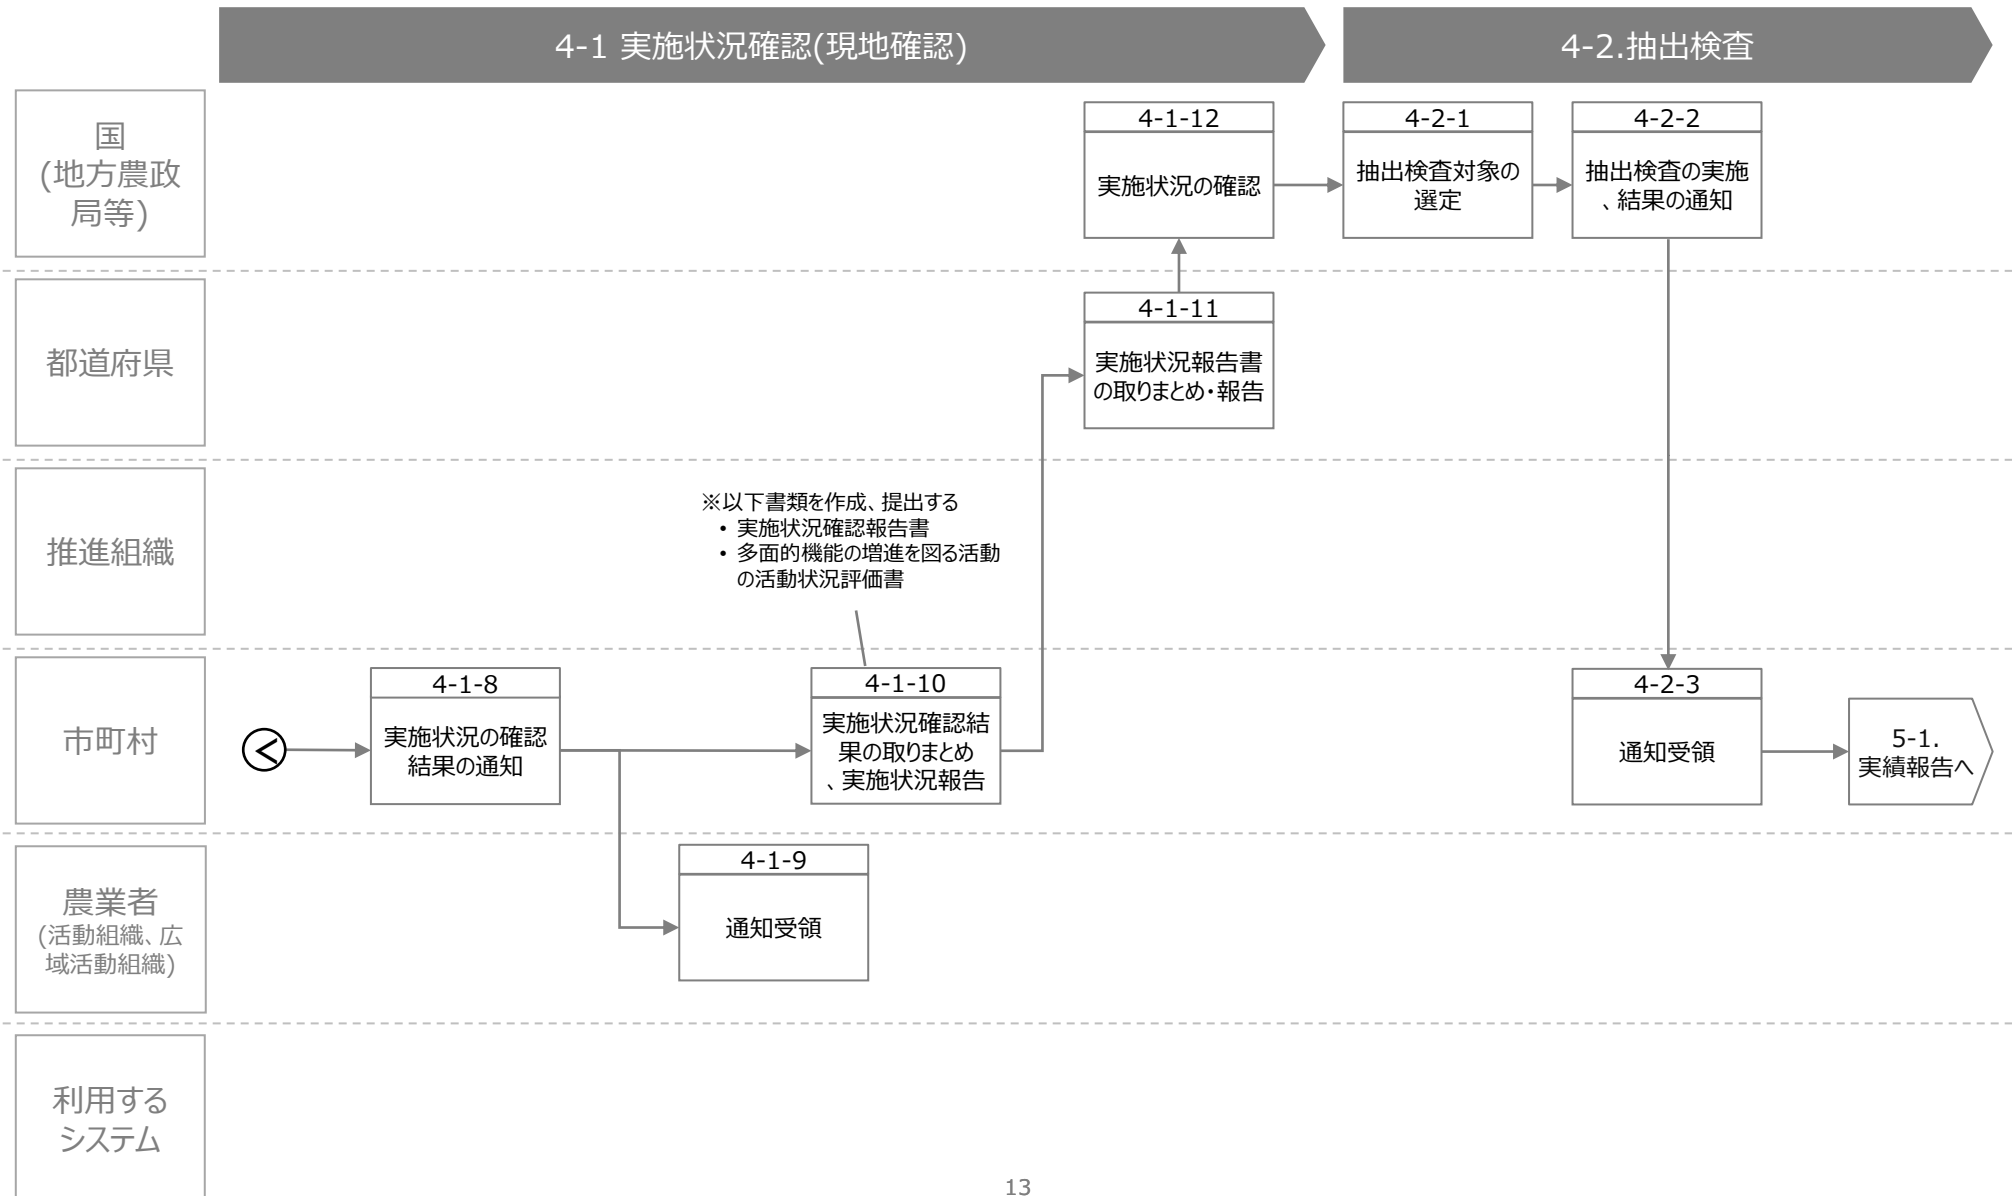 4-1 実施状況確認(現地確認)
4-2.抽出検査
国
(地方農政
局等)
4-1-12
実施状況の確認
4-2-1
抽出検査対象の
選定
4-2-2
抽出検査の実施
、結果の通知
都道府県
4-1-11
実施状況報告書
の取りまとめ・報告
推進組織
※以下書類を作成、提出する
• 実施状況確認報告書
• 多面的機能の増進を図る活動
の活動状況評価書
市町村
<
4-1-8
実施状況の確認
結果の通知
4-1-10
実施状況確認結
果の取りまとめ
、実施状況報告
4-2-3
通知受領
5-1.
実績報告へ
農業者
(活動組織、広
域活動組織)
4-1-9
通知受領
利用する
システム
13